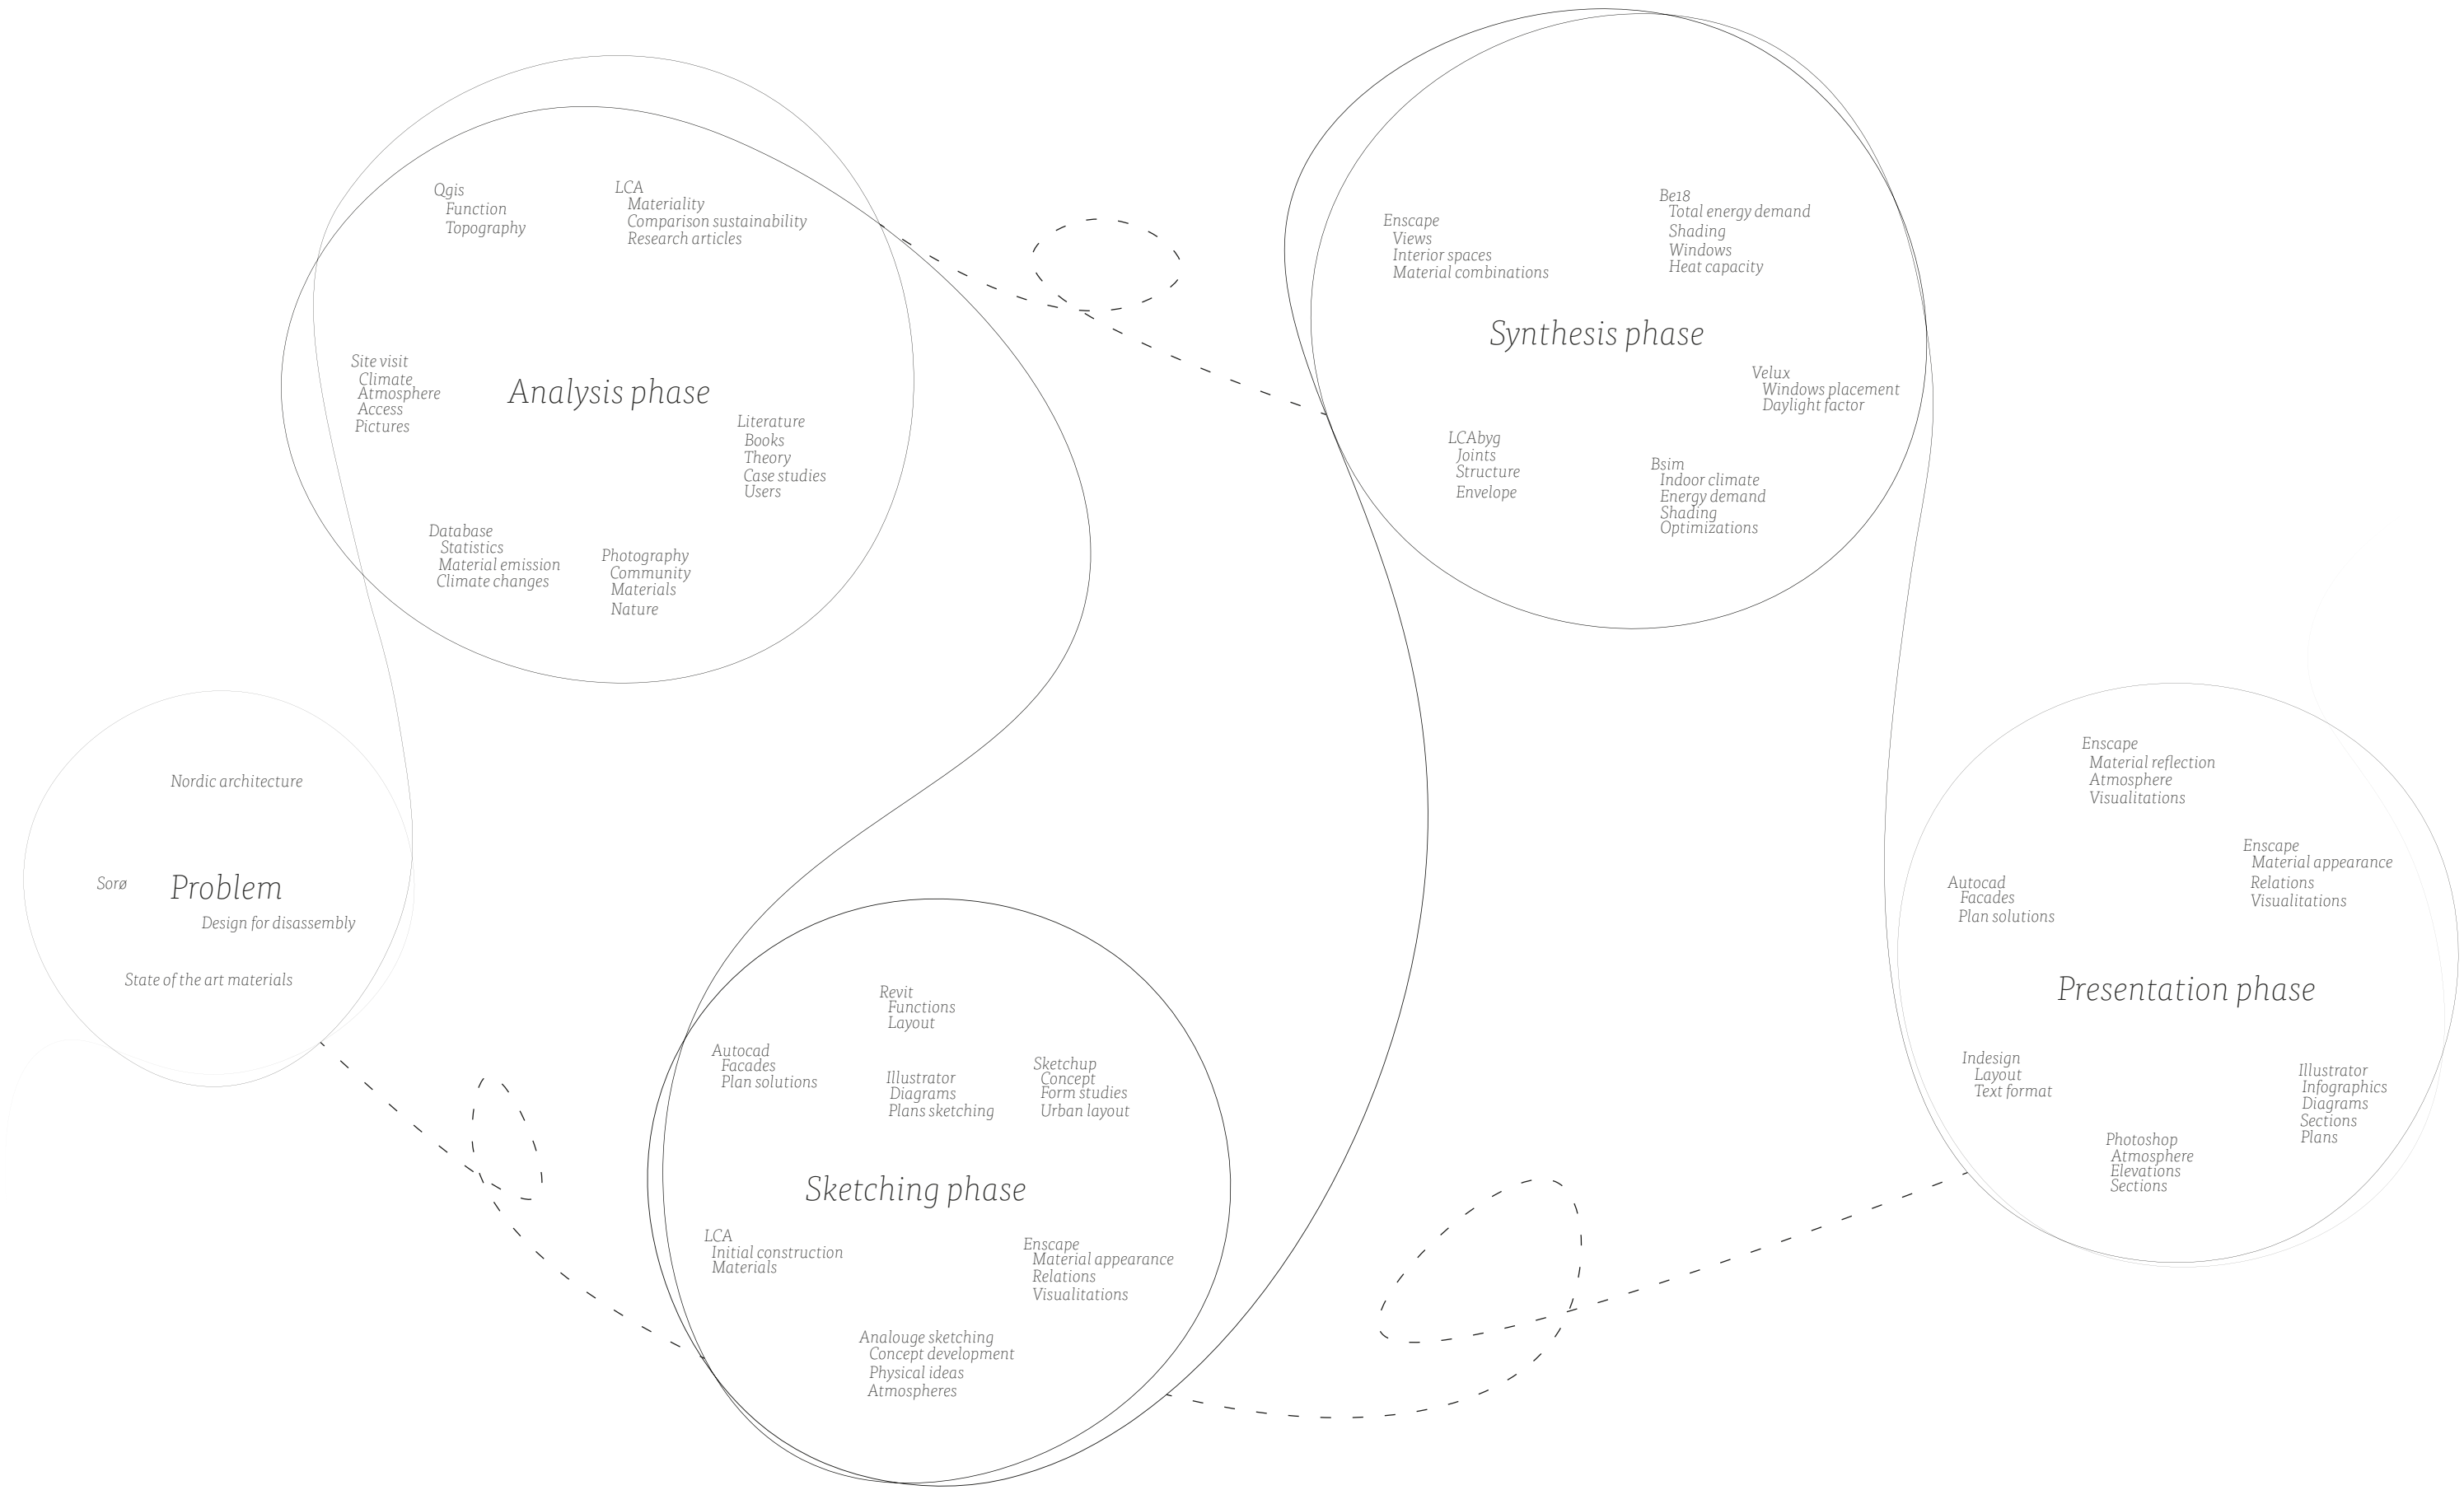 Problem
Nordic architecture
Sorø
Design for disassembly
State of the art materials
Analysis phase
Qgis
Function
Topography
LCA
Materiality
Comparison sustainability
Research articles
Site visit
Climate
Atmosphere
Access
Pictures
Literature
Books
Theory
Case studies
Users
Database
Statistics
Material emission
Climate changes
Photography
Community
Materials
Nature
Sketching phase
Revit
Functions
Layout
Autocad
Facades
Plan solutions
Illustrator
Diagrams
Plans sketching
Sketchup
Concept
Form studies
Urban layout
LCA
Initial construction
Materials
Enscape
Material appearance
Relations
Visualitations
Analouge sketching
Concept development
Physical ideas
Atmospheres
Synthesis phase
Enscape
Views
Interior spaces
Material combinations
Be18
Total energy demand
Shading
Windows
Heat capacity
Velux
Windows placement
Daylight factor
LCAbyg
Joints
Structure
Envelope
Bsim
Indoor climate
Energy demand
Shading
Optimizations
Presentation phase
Enscape
Material reflection
Atmosphere
Visualitations
Enscape
Material appearance
Relations
Visualitations
Autocad
Facades
Plan solutions
Indesign
Layout
Text format
Illustrator
Infographics
Diagrams
Sections
Plans
Photoshop
Atmosphere
Elevations
Sections